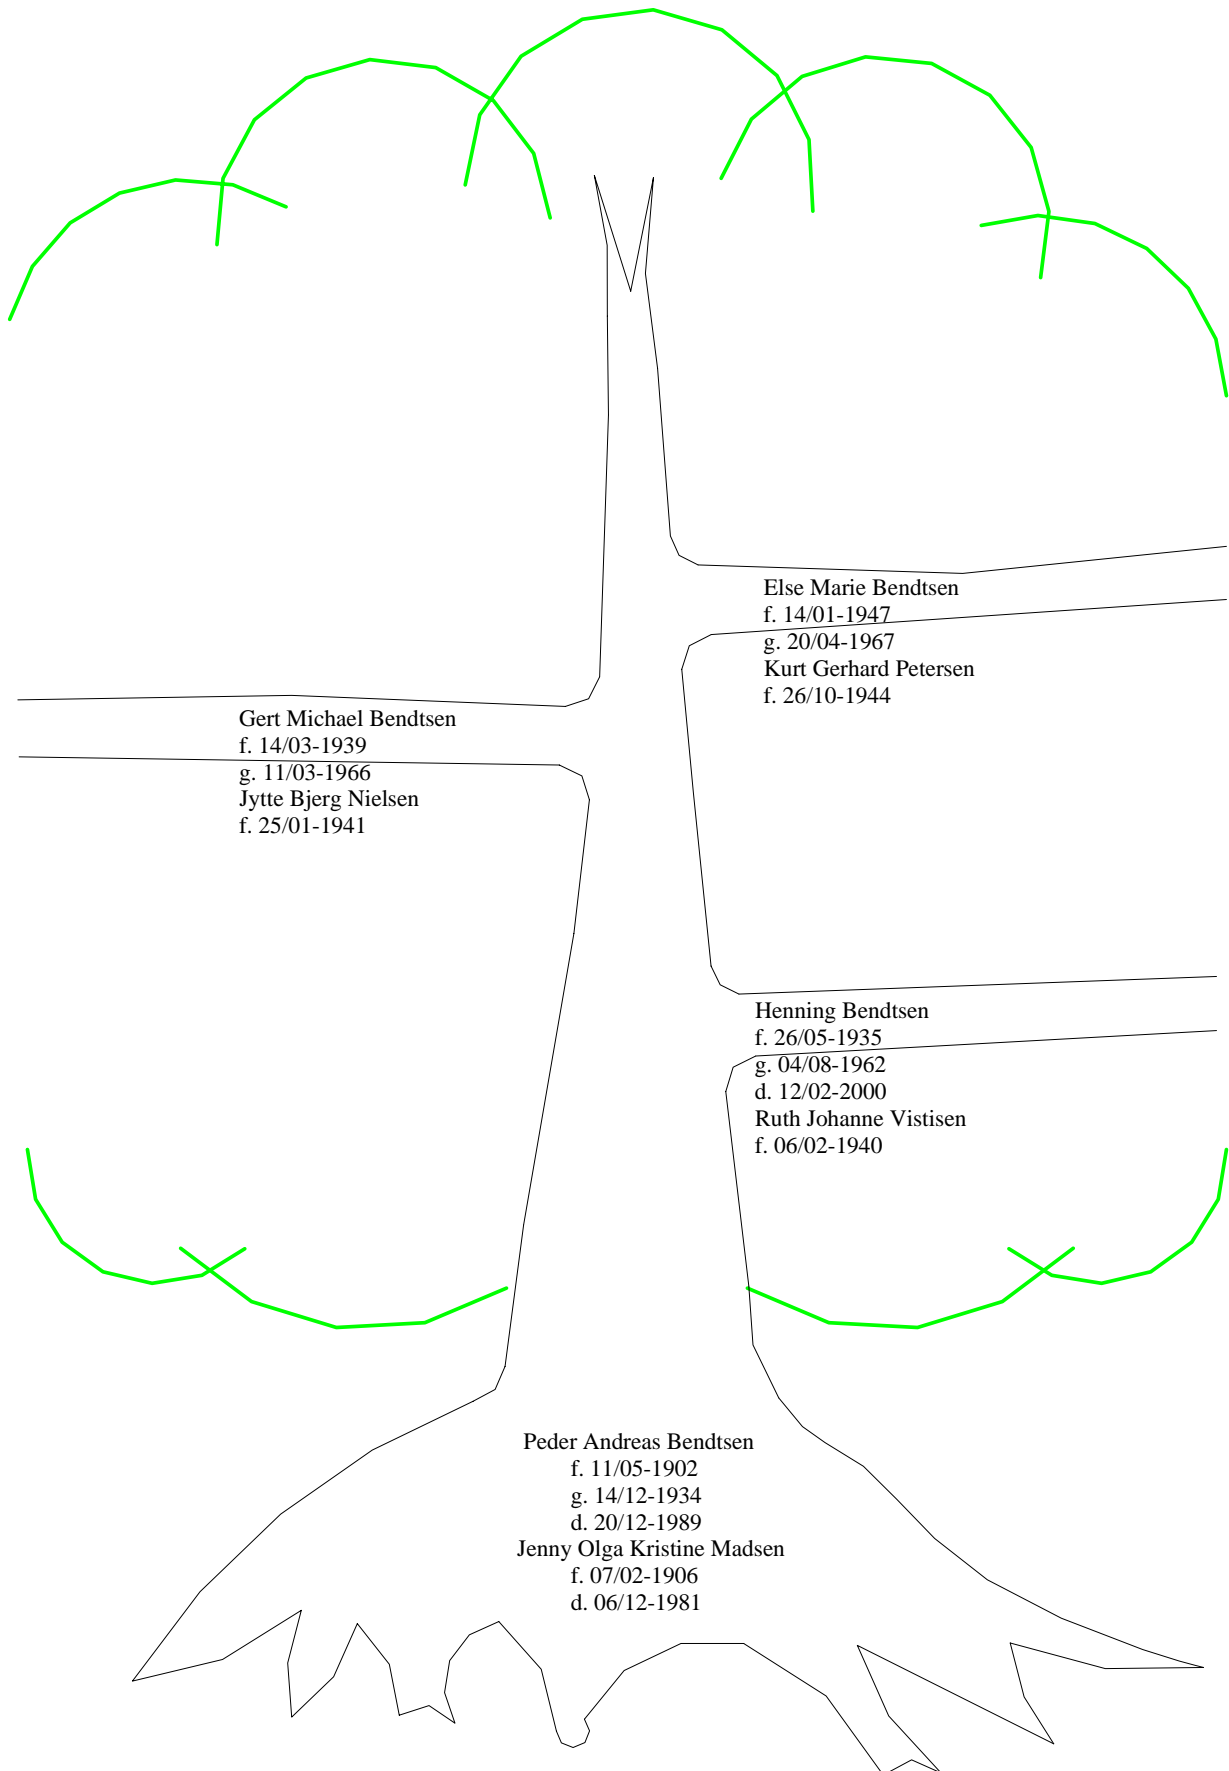 Else Marie Bendtsen
f. 14/01-1947
g. 20/04-1967
Kurt Gerhard Petersen
f. 26/10-1944
Gert Michael Bendtsen
f. 14/03-1939
g. 11/03-1966
Jytte Bjerg Nielsen
f. 25/01-1941
Henning Bendtsen
f. 26/05-1935
g. 04/08-1962
d. 12/02-2000
Ruth Johanne Vistisen
f. 06/02-1940
Peder Andreas Bendtsen
f. 11/05-1902
g. 14/12-1934
d. 20/12-1989
Jenny Olga Kristine Madsen
f. 07/02-1906
d. 06/12-1981